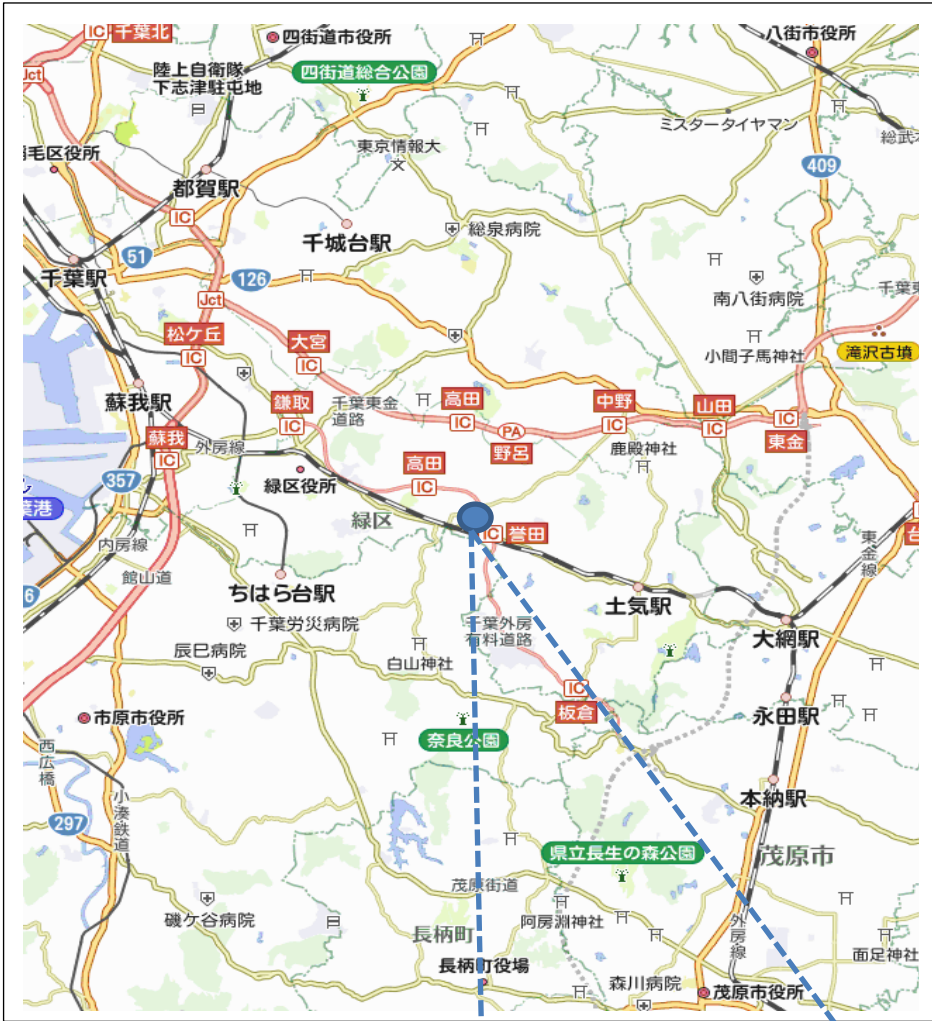 IC 千葉北
四街道市役所
八街市役所
Jct
陸上自衛隊
下志津駐屯地
四街道総合公園
ミスタータイヤマン
東京情報大
毛区役所
409
都賀駅
IC
千城台駅
総泉病院
51
千葉駅
126
Jct
南八街病院
松ケ丘
IC
大宮
IC
小間子馬神社
滝沢古墳
蘇我駅
鎌取
IC
千葉東金
道路
高田
IC
PA
野呂
中野
IC
山田
IC
IC
東金
蘇我
IC
外房線
鹿殿神社
357
緑区役所
高田
IC
葉港
緑区
IC
誉田
内房線
東金線
館山道
ちはら台駅
土気駅
千葉労災病院
千葉外房
有料道路
大網駅
辰巳病院
白山神社
IC
板倉
永田駅
市原市役所
奈良公園
西広橋
本納駅
297
小湊鉄道
県立長生の森公園
茂原市
茂原街道
磯ケ谷病院
阿房淵神社
長柄町
外房線
面足神社
長柄町役場
森川病院
茂原市役所